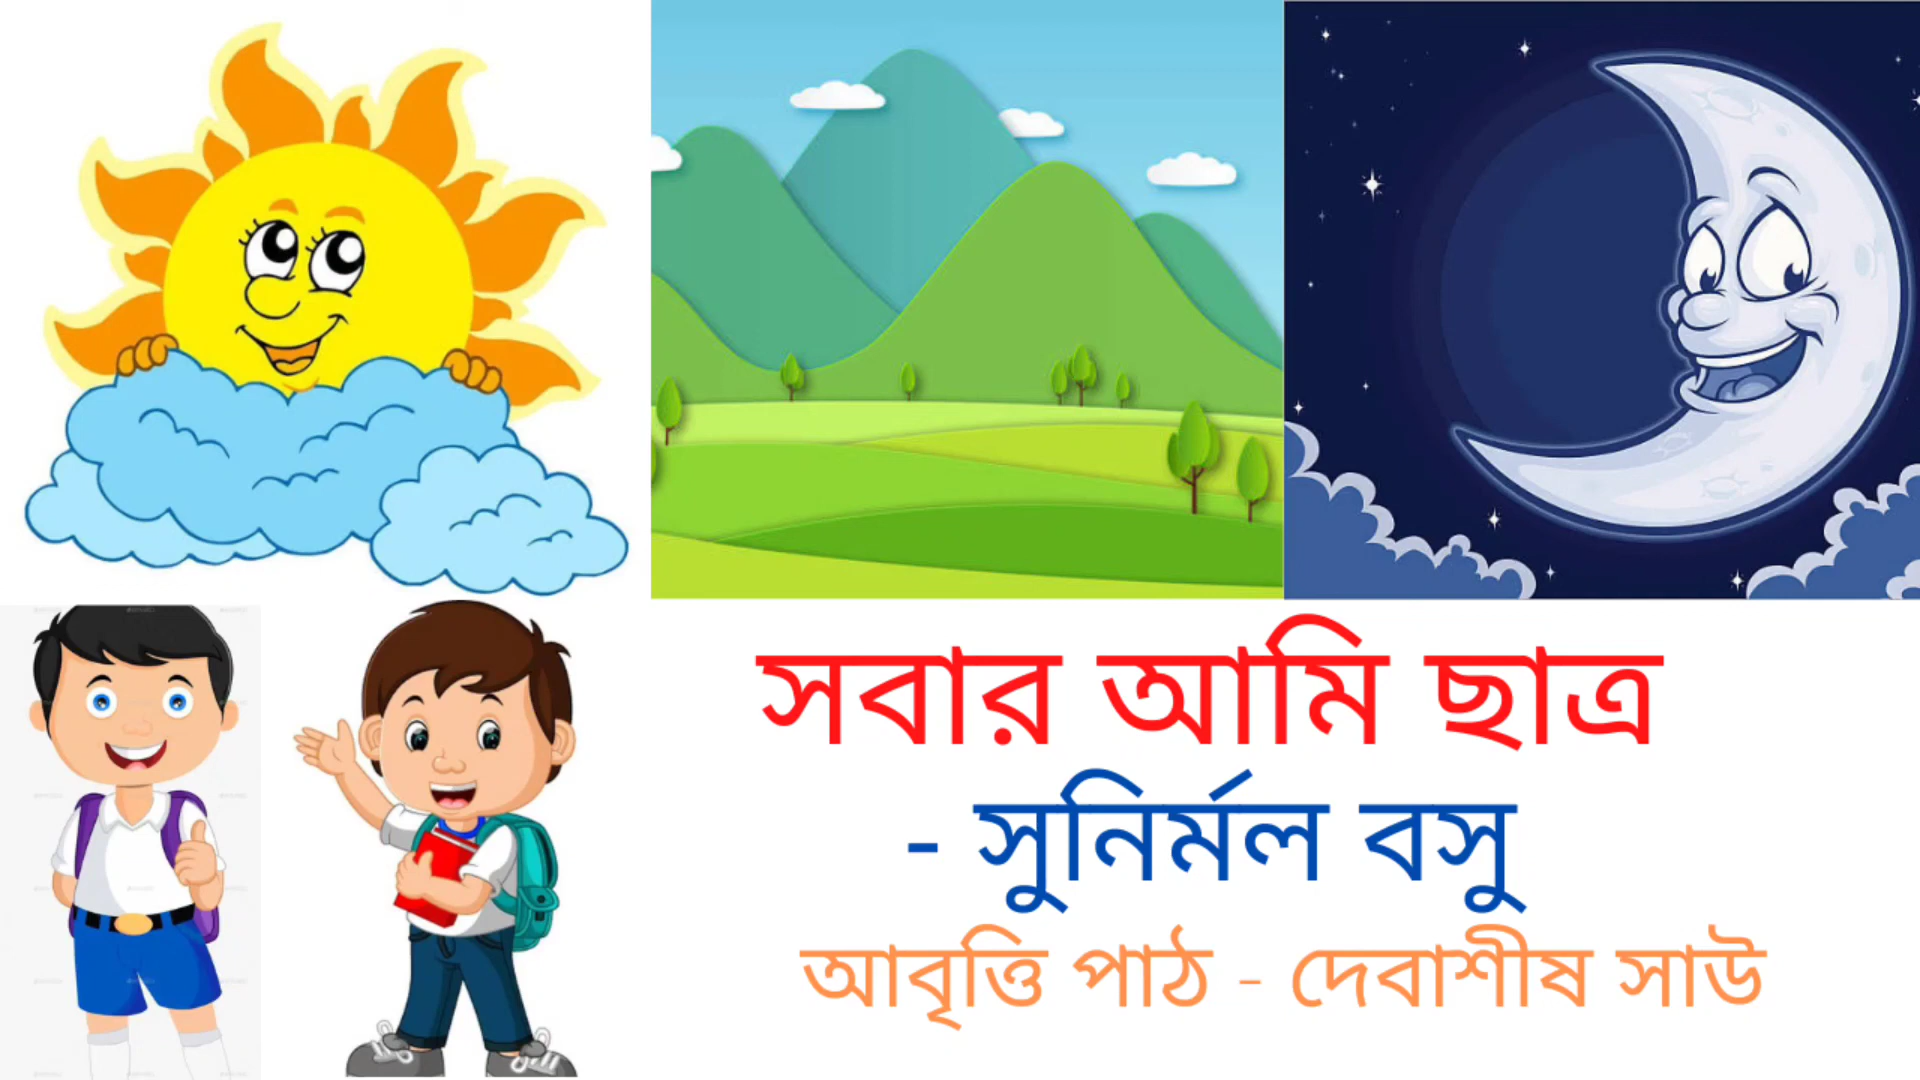 সবার আমি ছাত্র
- সুনির্মল বসু
আবৃত্তি পাঠ - দেবাশীষ সাউ